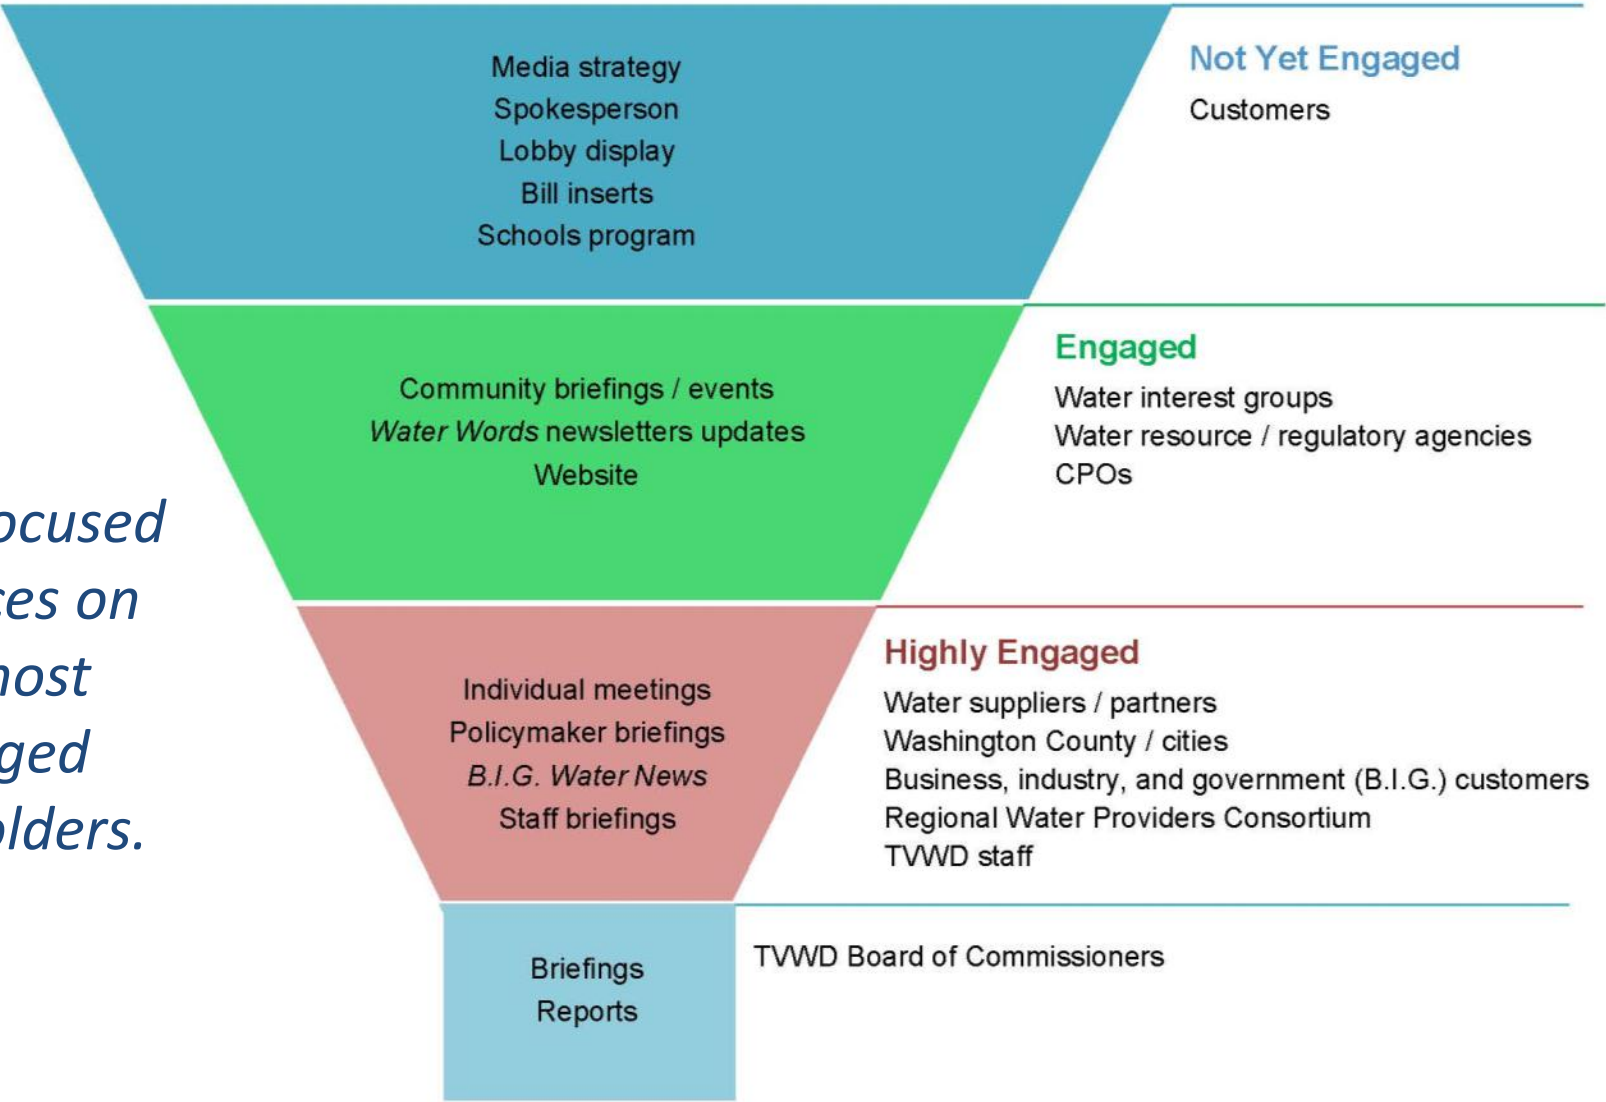 Media strategy
Spokesperson
Lobby display
Bill inserts
Schools program
Not Yet Engaged
Customers
Community briefings / events
Water Words newsletters updates
Website
Engaged
Water interest groups
Water resource / regulatory agencies
CPOs
on
Individual meetings
Policymaker briefings
B.I.G. Water News
Staff briefings
Highly Engaged
Water suppliers / partners
Washington County / cities
Business, industry, and government (B.I.G.) customers
Regional Water Providers Consortium
TVWD staff
Briefings
Reports
TVWD Board of Commissioners